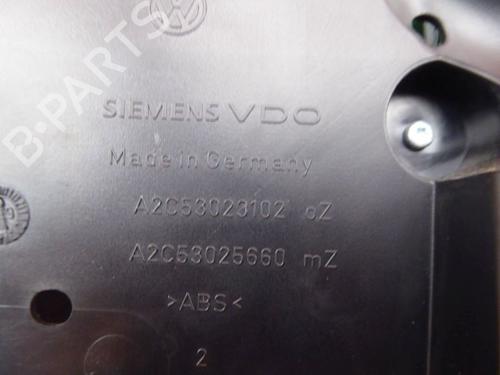 B-PARTS
SIEMENS VDO
Made in Germany
A2C53023102 oZ
A2C53025660 mZ
>ABS<
2